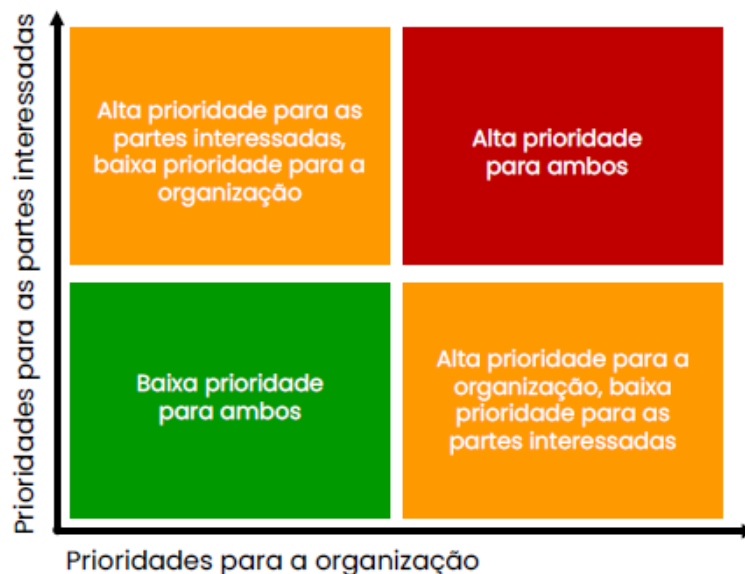 Prioridades para as partes interessadas
Alta prioridade para as
partes interessadas,
baixa prioridade para a
organização
Alta prioridade
para ambos
Baixa prioridade
para ambos
Alta prioridade para a
organização, baixa
prioridade para as
partes interessadas
Prioridades para a organização